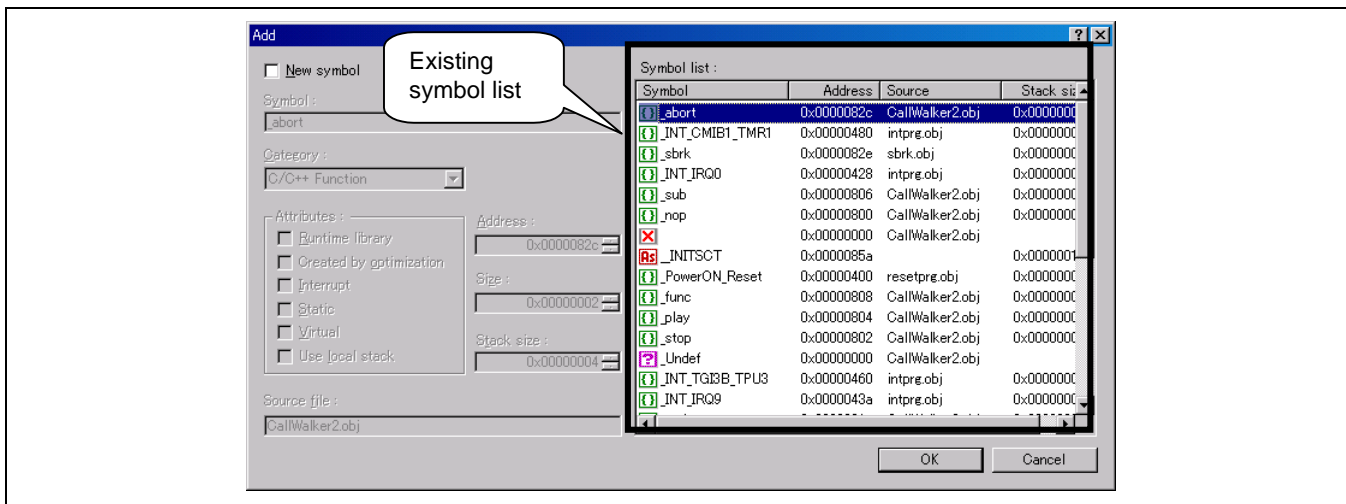 Add
Existing
symbol list
New symbol
Symbol :
_abort
Category :
C/C++ Function
Attributes :
Runtime library
Created by optimization
Interrupt
Static
Virtual
Use local stack
Address :
0x0000082c
Size :
0x00000002
Stack size :
0x00000004
Source file :
CallWalker2.obj
Symbol list :
Symbol Address Source Stack siz
_abort 0x0000082c CallWalker2.obj 0x0000000
_INT_CMIB1_TMR1 0x00000480 intprg.obj 0x0000000
_sbrk 0x0000082e sbrk.obj 0x0000000
_INT_IRQ0 0x00000428 intprg.obj 0x0000000
_sub 0x00000806 CallWalker2.obj 0x0000000
_nop 0x00000800 CallWalker2.obj 0x0000000
0x00000000 CallWalker2.obj
As __INITSCT 0x0000085a 0x0000001
_PowerON_Reset 0x00000400 resetprg.obj 0x0000000
_func 0x00000808 CallWalker2.obj 0x0000000
_play 0x00000804 CallWalker2.obj 0x0000000
_stop 0x00000802 CallWalker2.obj 0x0000000
? _Undef 0x00000000 CallWalker2.obj
_INT_TGI3B_TPU3 0x00000460 intprg.obj 0x0000000
_INT_IRQ9 0x0000043a intprg.obj 0x0000000
OK Cancel